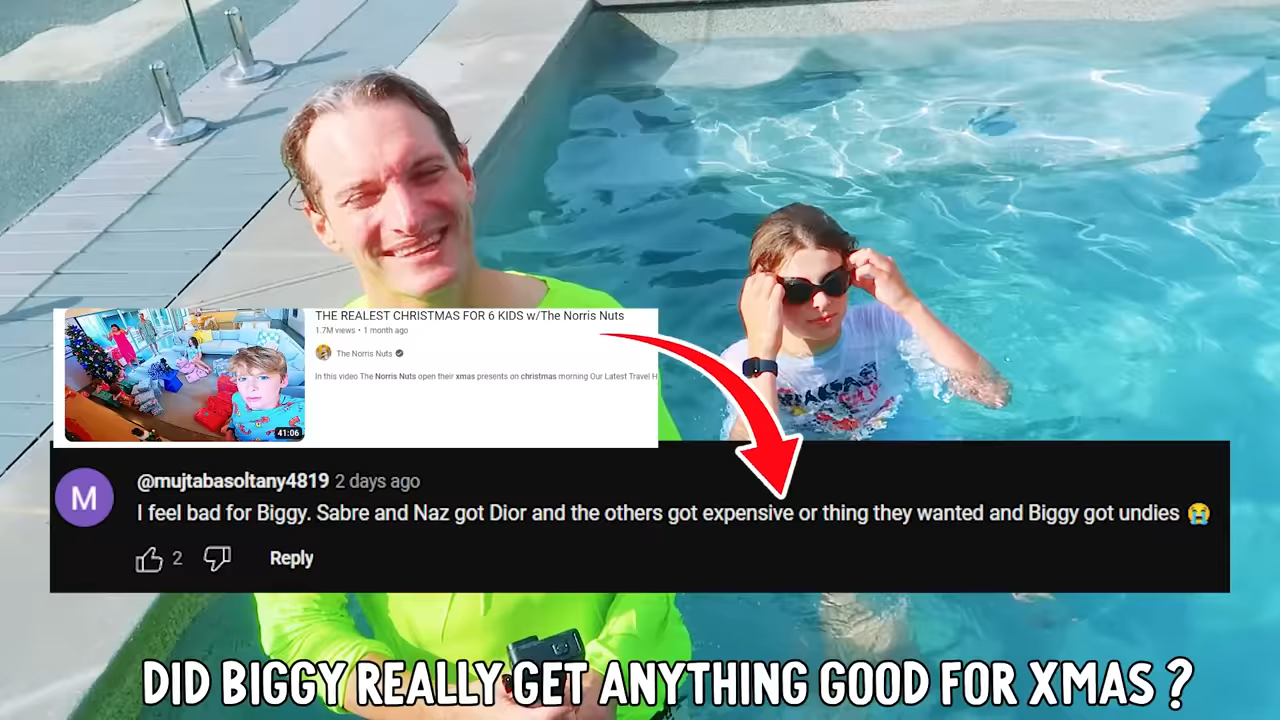 THE REALEST CHRISTMAS FOR 6 KIDS w/The Norris Nuts
1.7M views • 1 month ago
The Norris Nuts
In this video The Norris Nuts open their xmas presents on christmas morning Our Latest Travel H
41:06
M
@mujtabasoltany4819 2 days ago
I feel bad for Biggy. Sabre and Naz got Dior and the others got expensive or thing they wanted and Biggy got undies 😭
2
Reply
DID BIGGY REALLY GET ANYTHING GOOD FOR XMAS ?